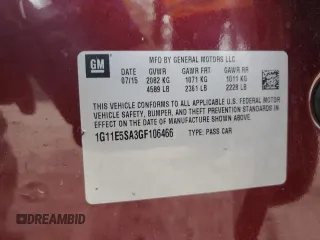 GM
MFD BY GENERAL MOTORS LLC
07/15 GVWR GAWR FRT GAWR RR
2082 KG 1071 KG 1011 KG
4589 LB 2361 LB 2228 LB
THIS VEHICLE CONFORMS TO ALL APPLICABLE U.S. FEDERAL MOTOR
VEHICLE SAFETY, BUMPER, AND THEFT PREVENTION STANDARDS
IN EFFECT ON THE DATE OF MANUFACTURE SHOWN ABOVE.
1G11E5SA3GF106466 TYPE: PASS CAR
DREAMBID